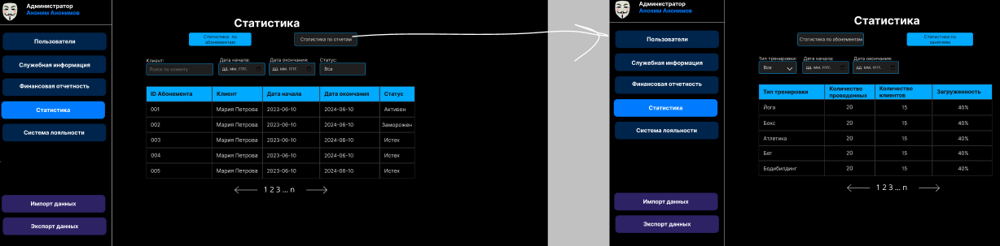 Администратор
Аноним Анонимов
Пользователи
Служебная информация
Финансовая отчетность
Статистика
Система лояльности
Импорт данных
Экспорт данных
Статистика
Статистика по
абонементам
Статистика по отчетам
Клиент:
Дата начала:
Дата окончания:
Статус:
Поиск по клиенту
дд. мм. гггг.
дд. мм. гггг.
Все
ID Абонемента Клиент Дата начала Дата окончания Статус
001 Мария Петрова 2023-06-10 2024-06-10 Активен
002 Мария Петрова 2023-06-10 2024-06-10 Заморожен
003 Мария Петрова 2023-06-10 2024-06-10 Истек
004 Мария Петрова 2023-06-10 2024-06-10 Истек
005 Мария Петрова 2023-06-10 2024-06-10 Истек
1 2 3 ... n
Администратор
Аноним Анонимов
Пользователи
Служебная информация
Финансовая отчетность
Статистика
Система лояльности
Импорт данных
Экспорт данных
Статистика
Статистика по абонементам
Статистика по
занятиям
Тип тренировки:
Дата начала:
Дата окончания:
Все
дд. мм. гггг.
дд. мм. гггг.
Тип тренировки Количество проведенных Количество клиентов Загруженность
Йога 20 15 40%
Бокс 20 15 40%
Атлетика 20 15 40%
Бег 20 15 40%
Бодибилдинг 20 15 40%
1 2 3 ... n